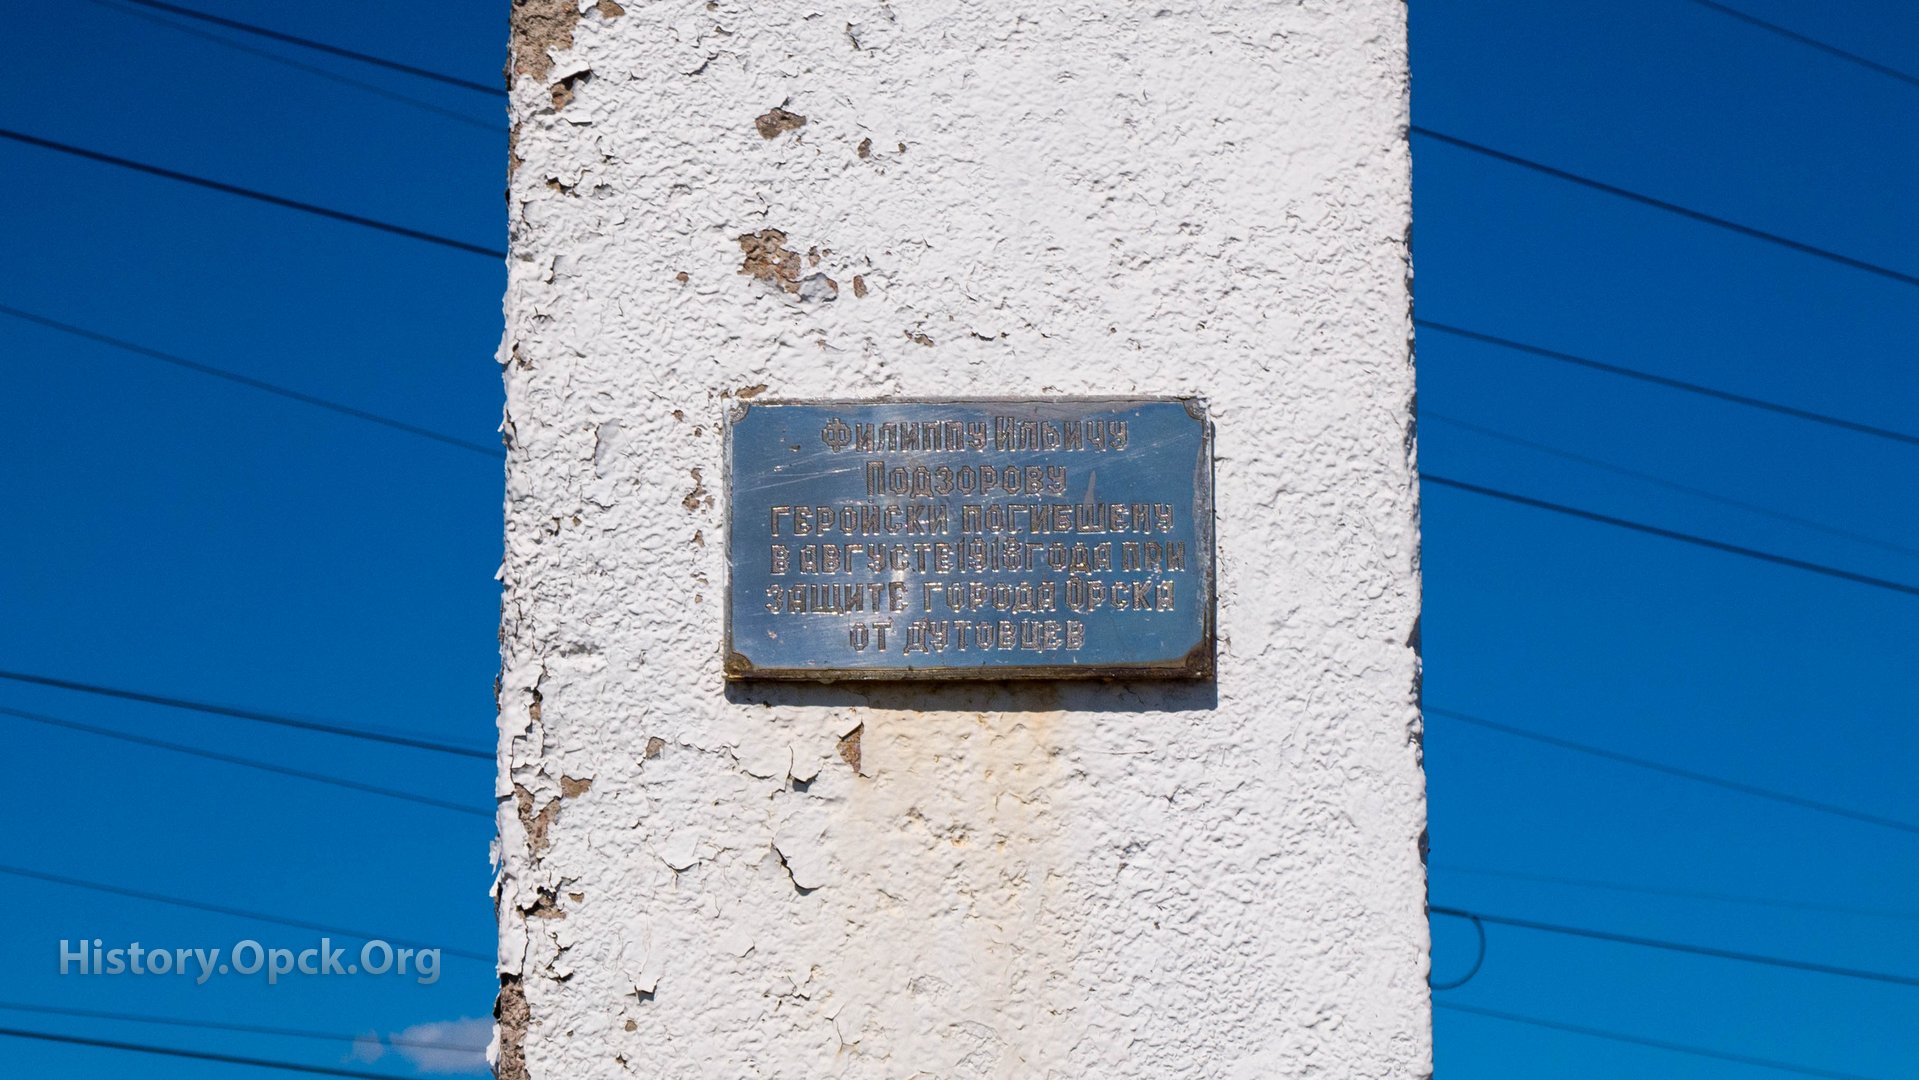 Филиппу Ильичу
Подзорову
геройски погибшему
в августе 1918 года при
защите города Орска
от дутовцев
History.Opck.Org